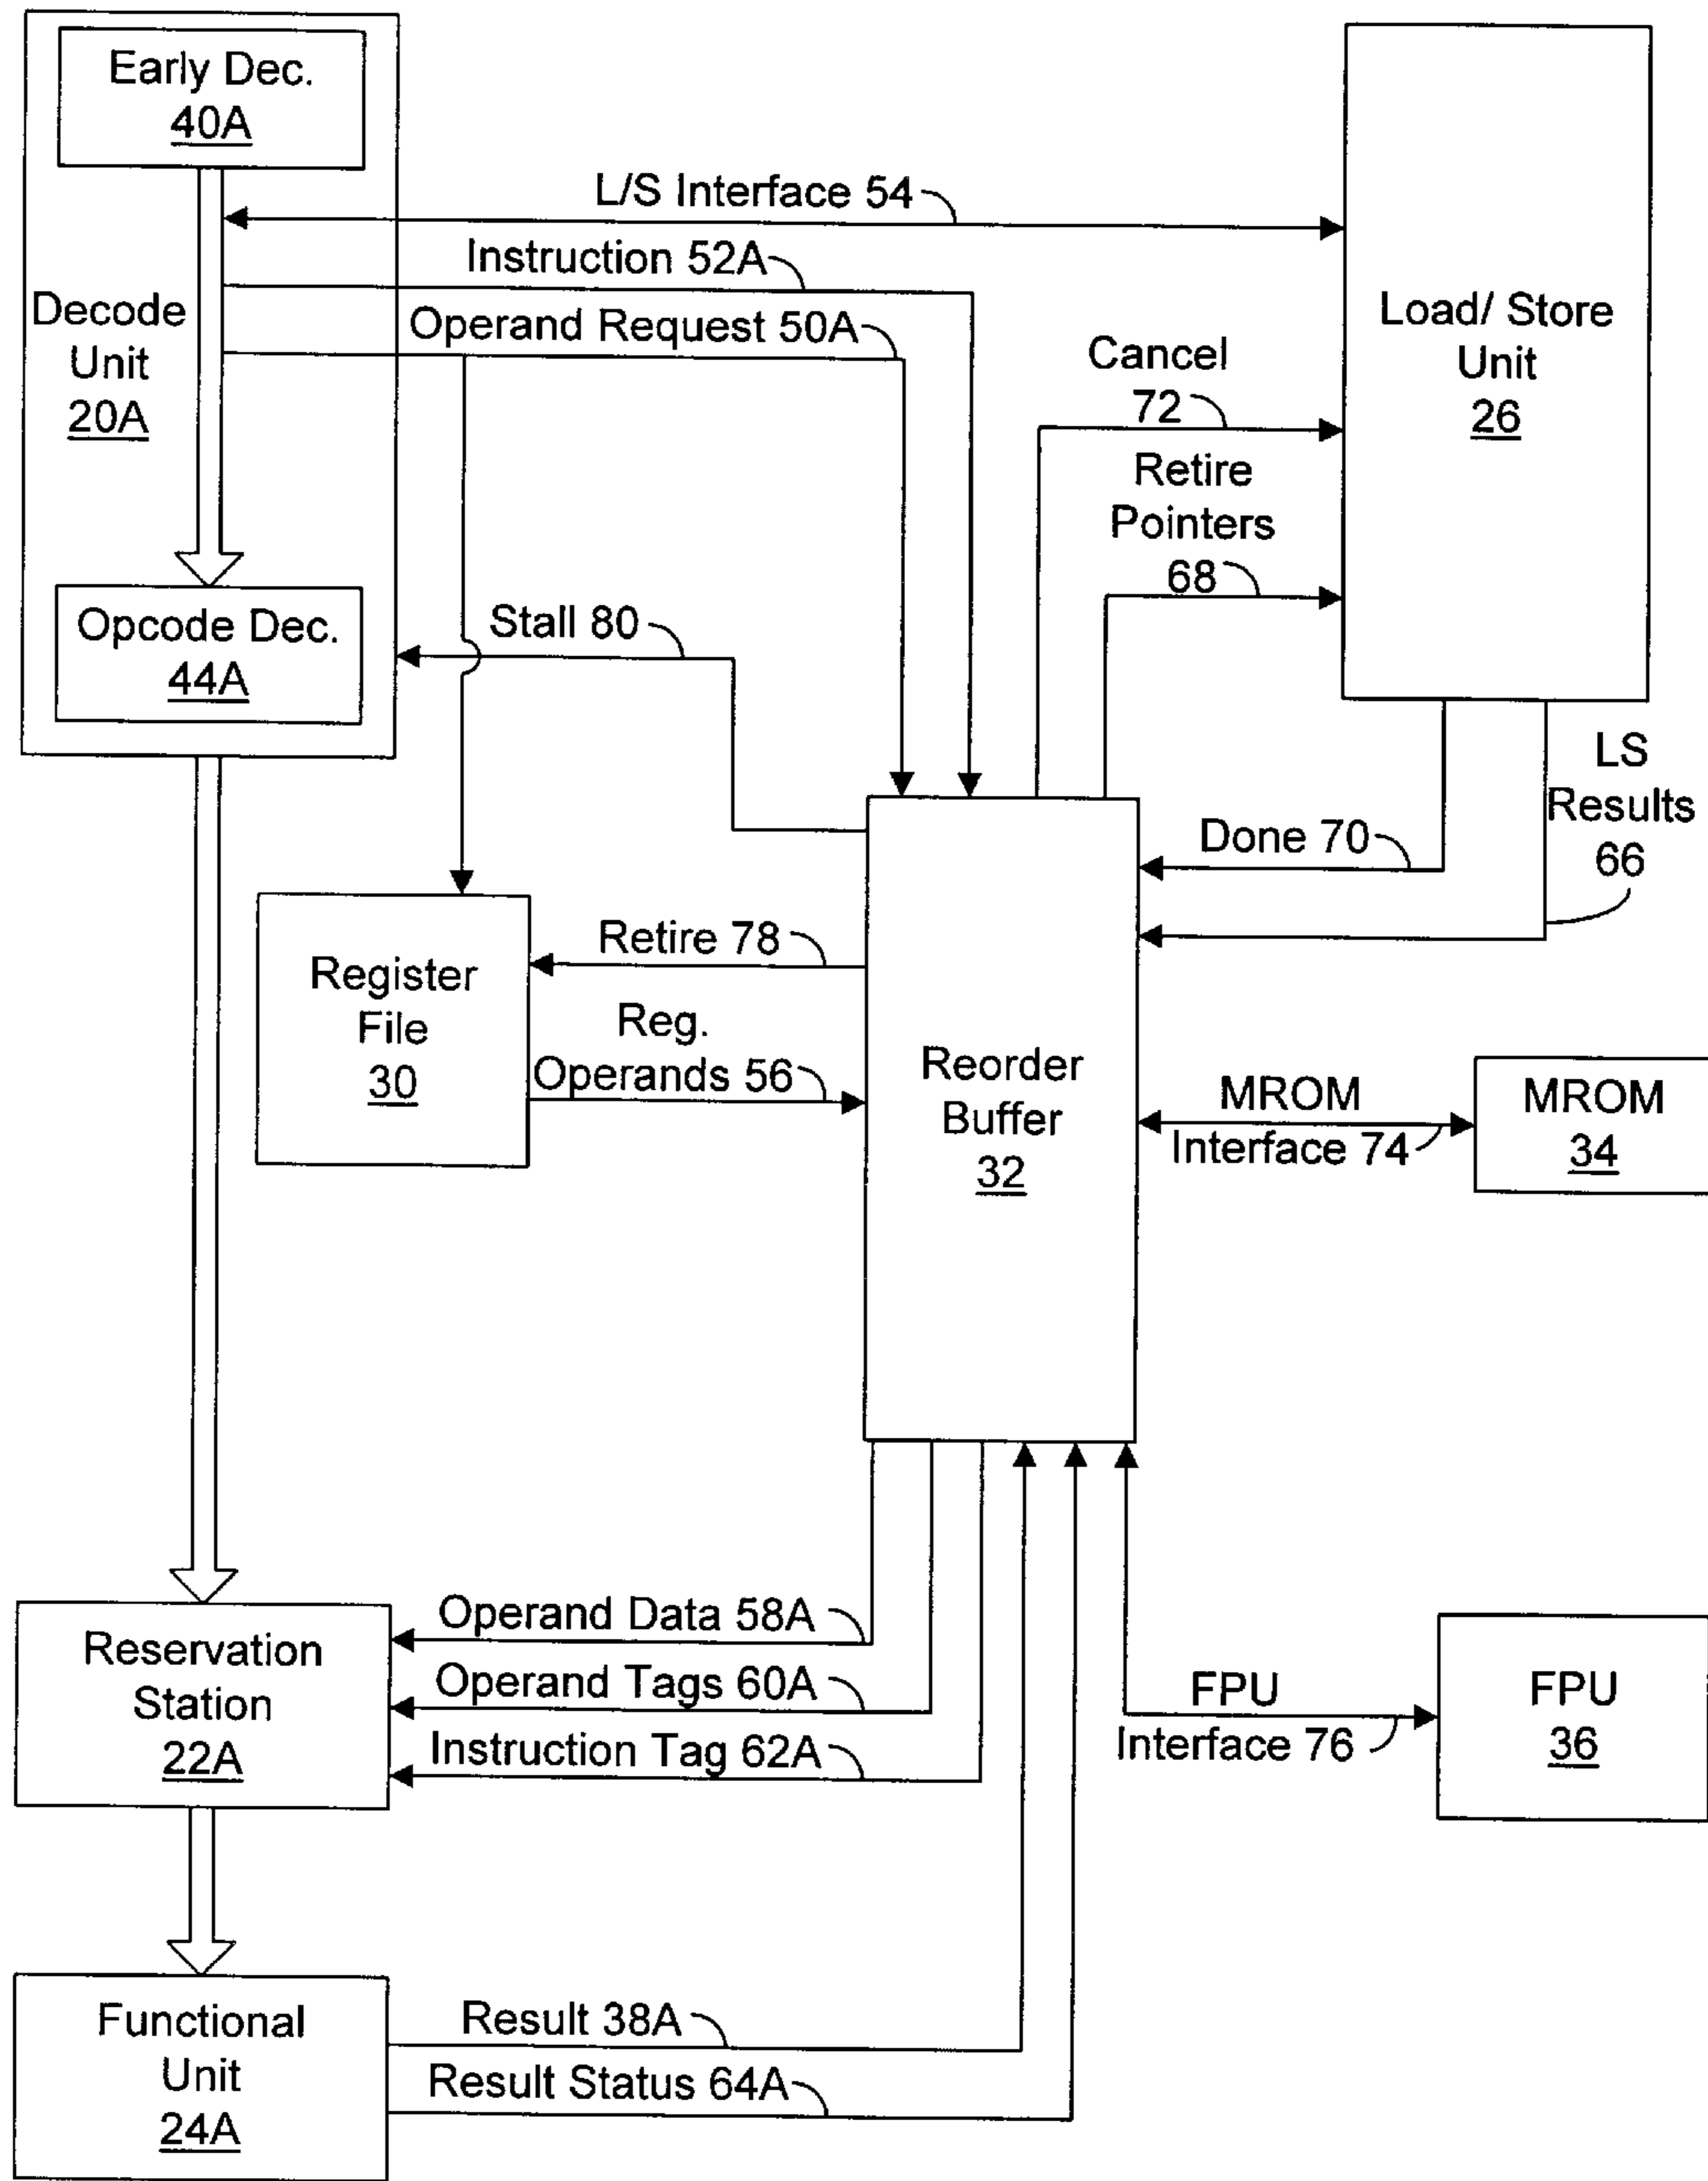 Early Dec.
40A
L/S Interface 54
Instruction 52A
Operand Request 50A
Decode
Unit
20A
Load/ Store
Unit
26
Cancel
72
Retire
Pointers
68
Opcode Dec.
44A
Stall 80
LS
Results
66
Done 70
Retire 78
Register
File
30
Reg.
Operands 56
Reorder
Buffer
32
MROM
Interface 74
MROM
34
Operand Data 58A
Operand Tags 60A
Instruction Tag 62A
Reservation
Station
22A
FPU
Interface 76
FPU
36
Functional
Unit
24A
Result 38A
Result Status 64A